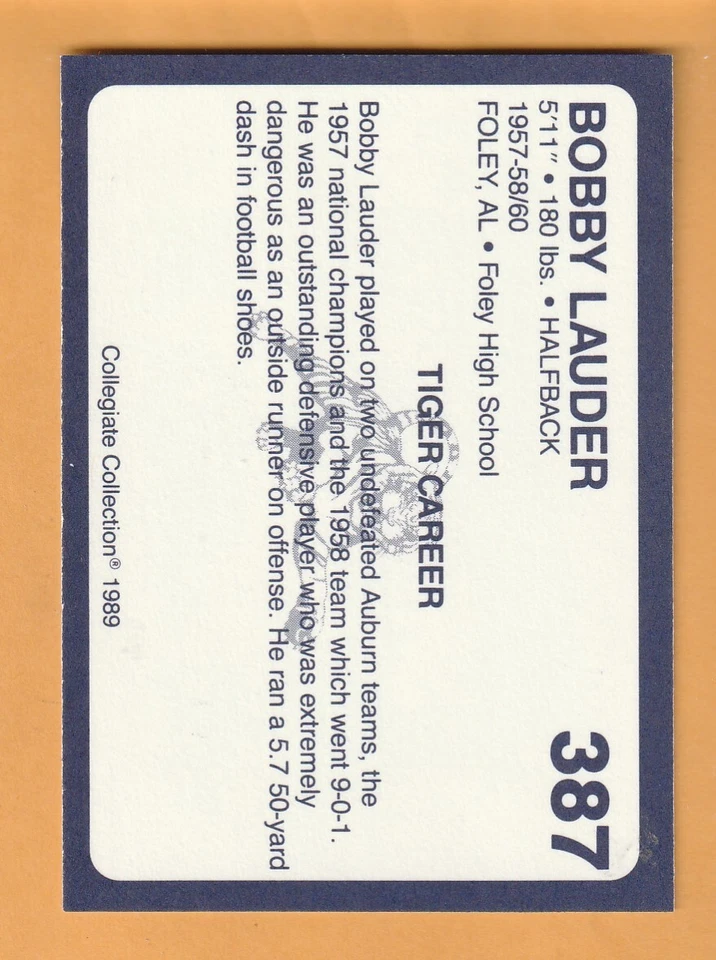 BOBBY LAUDER
387
5'11" • 180 lbs. • HALFBACK
1957-58/60
FOLEY, AL • Foley High School
TIGER CAREER
Bobby Lauder played on two undefeated Auburn teams, the
1957 national champions and the 1958 team which went 9-0-1.
He was an outstanding defensive player who was extremely
dangerous as an outside runner on offense. He ran a 5.7 50-yard
dash in football shoes.
Collegiate Collection® 1989